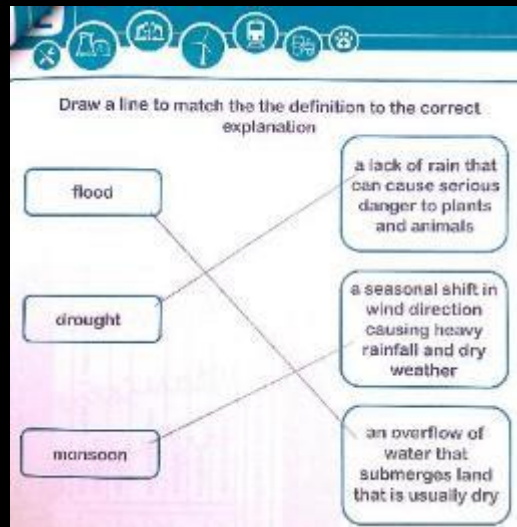 Draw a line to match the the definition to the correct
explanation
flood
a lack of rain that
can cause serious
danger to plants
and animals
drought
a seasonal shift in
wind direction
causing heavy
rainfall and dry
weather
monsoon
an overflow of
water that
submerges land
that is usually dry